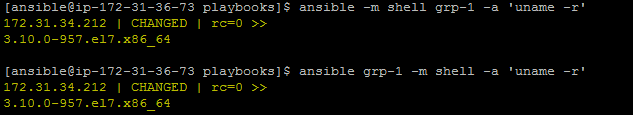 [ansible@ip-172-31-36-73 playbooks]$ ansible -m shell grp-1 -a 'uname -r'
172.31.34.212 | CHANGED | rc=0 >>
3.10.0-957.el7.x86_64
[ansible@ip-172-31-36-73 playbooks]$ ansible grp-1 -m shell -a 'uname -r'
172.31.34.212 | CHANGED | rc=0 >>
3.10.0-957.el7.x86_64